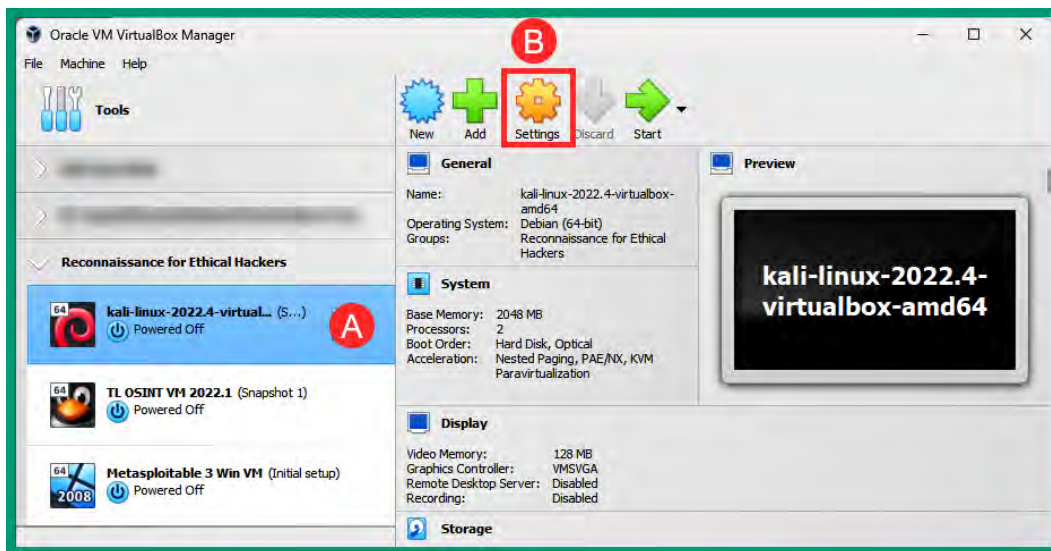 Oracle VM VirtualBox Manager
File Machine Help
B
Tools
New Add Settings Discard Start
Reconnaissance for Ethical Hackers
64
kali-linux-2022.4-virtual... (S...)
Powered Off
A
64
TL OSINT VM 2022.1 (Snapshot 1)
Powered Off
64
2008
Metasploitable 3 Win VM (Initial setup)
Powered Off
General
Name: kali-linux-2022.4-virtualbox-
amd64
Operating System: Debian (64-bit)
Groups: Reconnaissance for Ethical
Hackers
System
Base Memory: 2048 MB
Processors: 2
Boot Order: Hard Disk, Optical
Acceleration: Nested Paging, PAE/NX, KVM
Paravirtualization
Display
Video Memory: 128 MB
Graphics Controller: VMSVGA
Remote Desktop Server: Disabled
Recording: Disabled
Storage
Preview
kali-linux-2022.4-
virtualbox-amd64